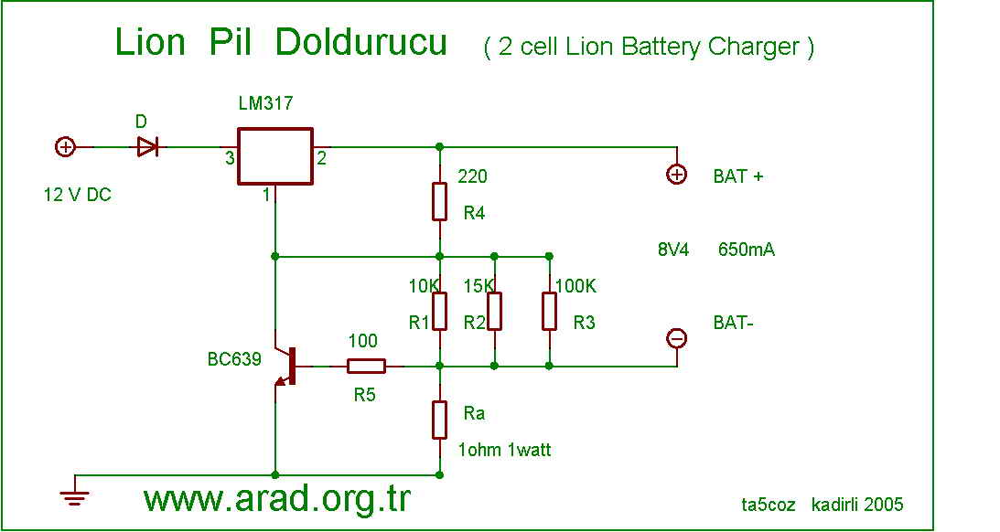 Lion Pil Doldurucu ( 2 cell Lion Battery Charger )
LM317
D
3
2
1
12 V DC
220
R4
BAT +
8V4 650mA
10K
15K
100K
R1
R2
R3
BAT-
100
BC639
R5
Ra
1ohm 1watt
www.arad.org.tr
ta5coz kadirli 2005